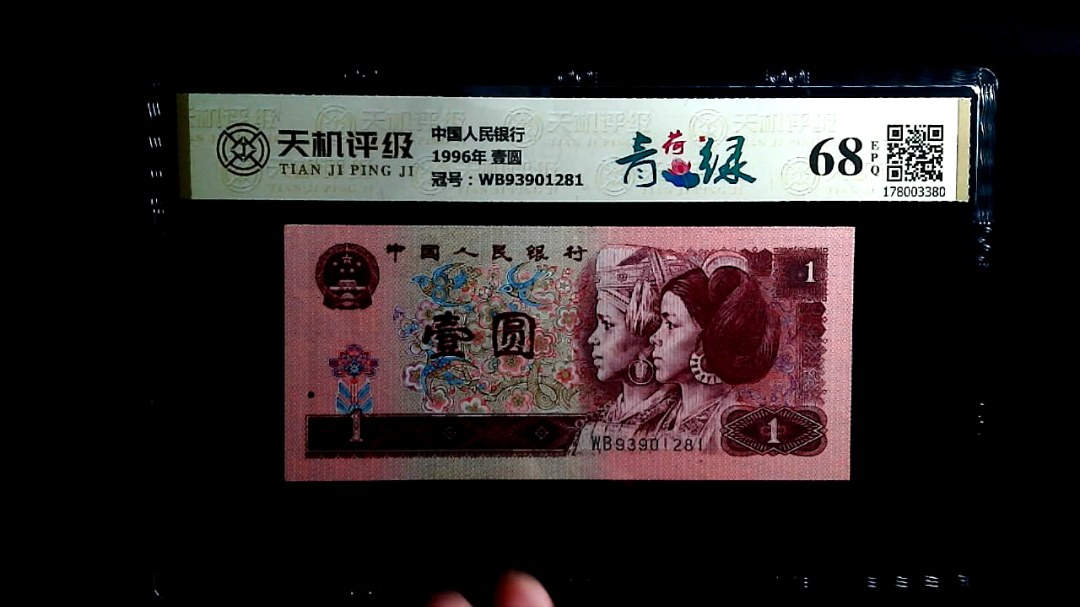 天机评级
TIAN JI PING JI
中国人民银行
1996年 壹圆
冠号：WB93901281
青荷绿
68
EPQ
178003380
中国人民银行
1
壹圆
1
WB93901281
1